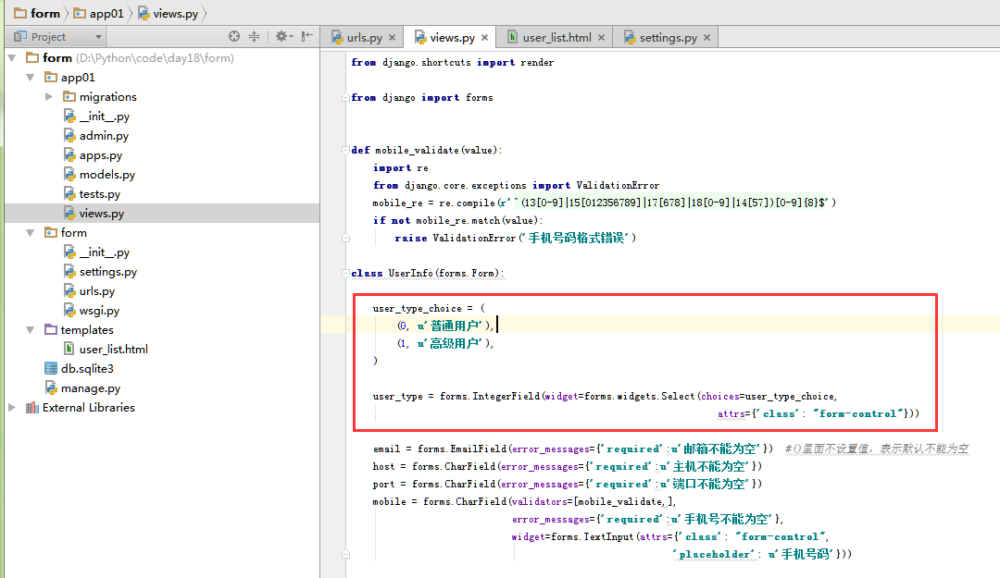 form app01 views.py
Project
urls.py views.py user_list.html settings.py
form (D:\Python\code\day18\form)
app01
migrations
__init__.py
admin.py
apps.py
models.py
tests.py
views.py
form
__init__.py
settings.py
urls.py
wsgi.py
templates
user_list.html
db.sqlite3
manage.py
External Libraries
from django.shortcuts import render
from django import forms
def mobile_validate(value):
import re
from django.core.exceptions import ValidationError
mobile_re = re.compile(r'^(13[0-9]|15[012356789]|17[678]|18[0-9]|14[57])[0-9]{8}$')
if not mobile_re.match(value):
raise ValidationError('手机号码格式错误')
class UserInfo(forms.Form):
user_type_choice = (
(0, u'普通用户'),
(1, u'高级用户'),
)
user_type = forms.IntegerField(widget=forms.widgets.Select(choices=user_type_choice,
attrs={'class': "form-control"}))
email = forms.EmailField(error_messages={'required':u'邮箱不能为空'}) #()里面不设置值，表示默认不能为空
host = forms.CharField(error_messages={'required':u'主机不能为空'})
port = forms.CharField(error_messages={'required':u'端口不能为空'})
mobile = forms.CharField(validators=[mobile_validate,],
error_messages={'required':u'手机号不能为空'},
widget=forms.TextInput(attrs={'class': "form-control",
'placeholder': u'手机号码'}))